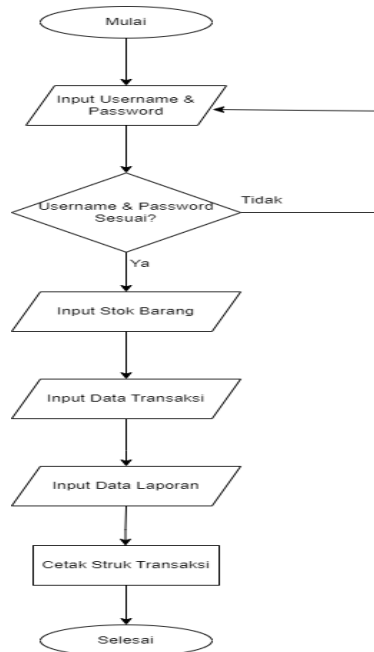 Mulai
Input Username &
Password
Username & Password
Sesuai?
Tidak
Ya
Input Stok Barang
Input Data Transaksi
Input Data Laporan
Cetak Struk Transaksi
Selesai